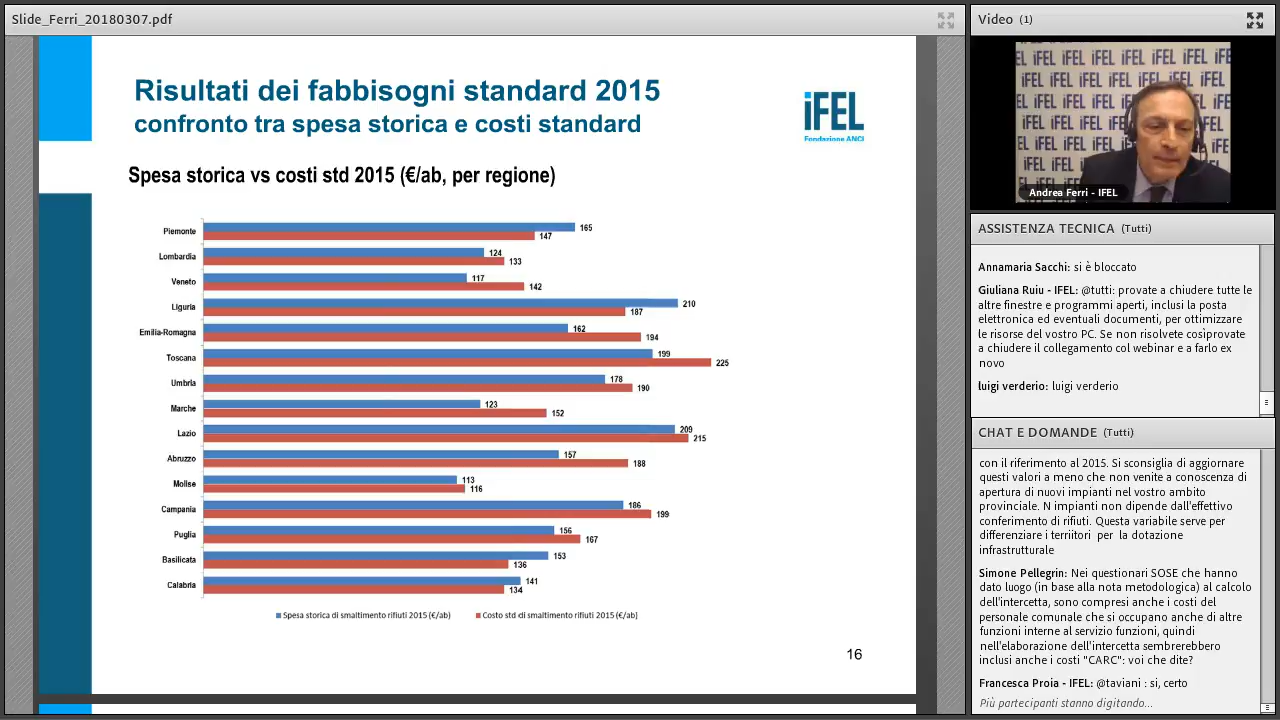 Slide_Ferri_20180307.pdf
Risultati dei fabbisogni standard 2015
confronto tra spesa storica e costi standard
iFEL
Fondazione ANCI
Spesa storica vs costi std 2015 (€/ab, per regione)
Piemonte 165
147
Lombardia 124
133
Veneto 117
142
Liguria 210
187
Emilia-Romagna 162
194
Toscana 199
225
Umbria 178
190
Marche 123
152
Lazio 209
215
Abruzzo 157
188
Molise 113
116
Campania 186
199
Puglia 156
167
Basilicata 153
136
Calabria 141
134
Spesa storica di smaltimento rifiuti 2015 (€/ab) Costo std di smaltimento rifiuti 2015 (€/ab)
16
Video (1)
Andrea Ferri - IFEL
ASSISTENZA TECNICA (Tutti)
Annamaria Sacchi: si è bloccato
Giuliana Ruiu - IFEL: @tutti: provate a chiudere tutte le
altre finestre e programmi aperti, inclusi la posta
elettronica ed eventuali documenti, per ottimizzare
le risorse del vostro PC. Se non risolvete cosìprovate
a chiudere il collegamento col webinar e a farlo ex
novo
luigi verderio: luigi verderio
CHAT E DOMANDE (Tutti)
con il riferimento al 2015. Si sconsiglia di aggiornare
questi valori a meno che non venite a conoscenza di
apertura di nuovi impianti nel vostro ambito
provinciale. N impianti non dipende dall'effettivo
conferimento di rifiuti. Questa variabile serve per
differenziare i terriitori per la dotazione
infrastrutturale
Simone Pellegrin: Nei questionari SOSE che hanno
dato luogo (in base alla nota metodologica) al calcolo
dell'intercetta, sono compresi anche i costi del
personale comunale che si occupano anche di altre
funzioni interne al servizio funzioni, quindi
nell'elaborazione dell'intercetta sembrerebbero
inclusi anche i costi "CARC": voi che dite?
Francesca Proia - IFEL: @taviani : si, certo
Più partecipanti stanno digitando...